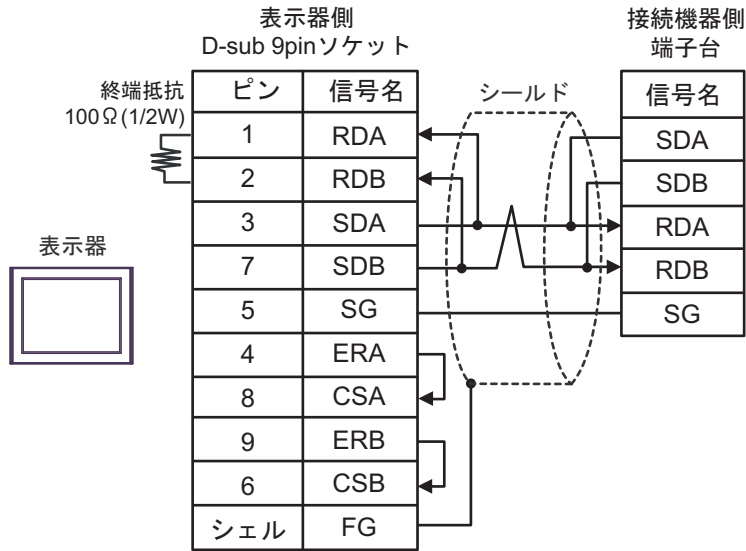 表示器側
D-sub 9pinソケット
接続機器側
端子台
終端抵抗
100Ω(1/2W)
表示器
シールド
ピン 信号名
1 RDA
2 RDB
3 SDA
7 SDB
5 SG
4 ERA
8 CSA
9 ERB
6 CSB
シェル FG
信号名
SDA
SDB
RDA
RDB
SG